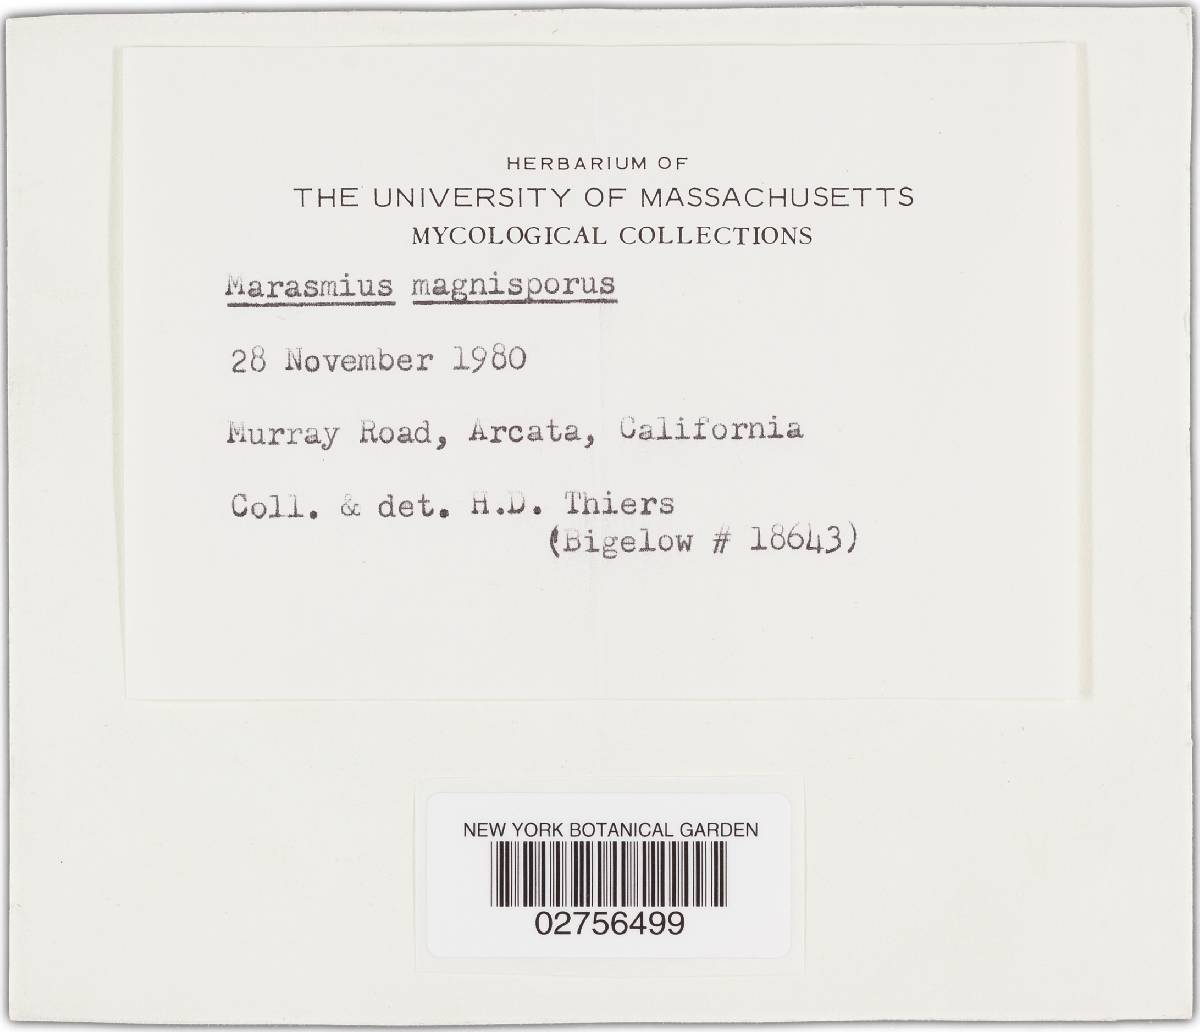 HERBARIUM OF
THE UNIVERSITY OF MASSACHUSETTS
MYCOLOGICAL COLLECTIONS
Marasmius magnisporus
28 November 1980
Murray Road, Arcata, California
Coll. & det. H.D. Thiers
(Bigelow # 18643)
NEW YORK BOTANICAL GARDEN
02756499